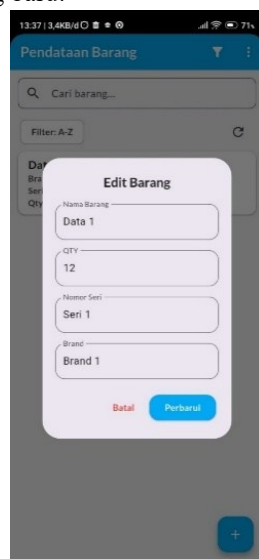 13:37 | 3,4KB/d
Pendataan Barang
Cari barang...
Filter: A-Z
Edit Barang
Nama Barang
Data 1
QTY
12
Nomor Seri
Seri 1
Brand
Brand 1
Batal Perbarui
+